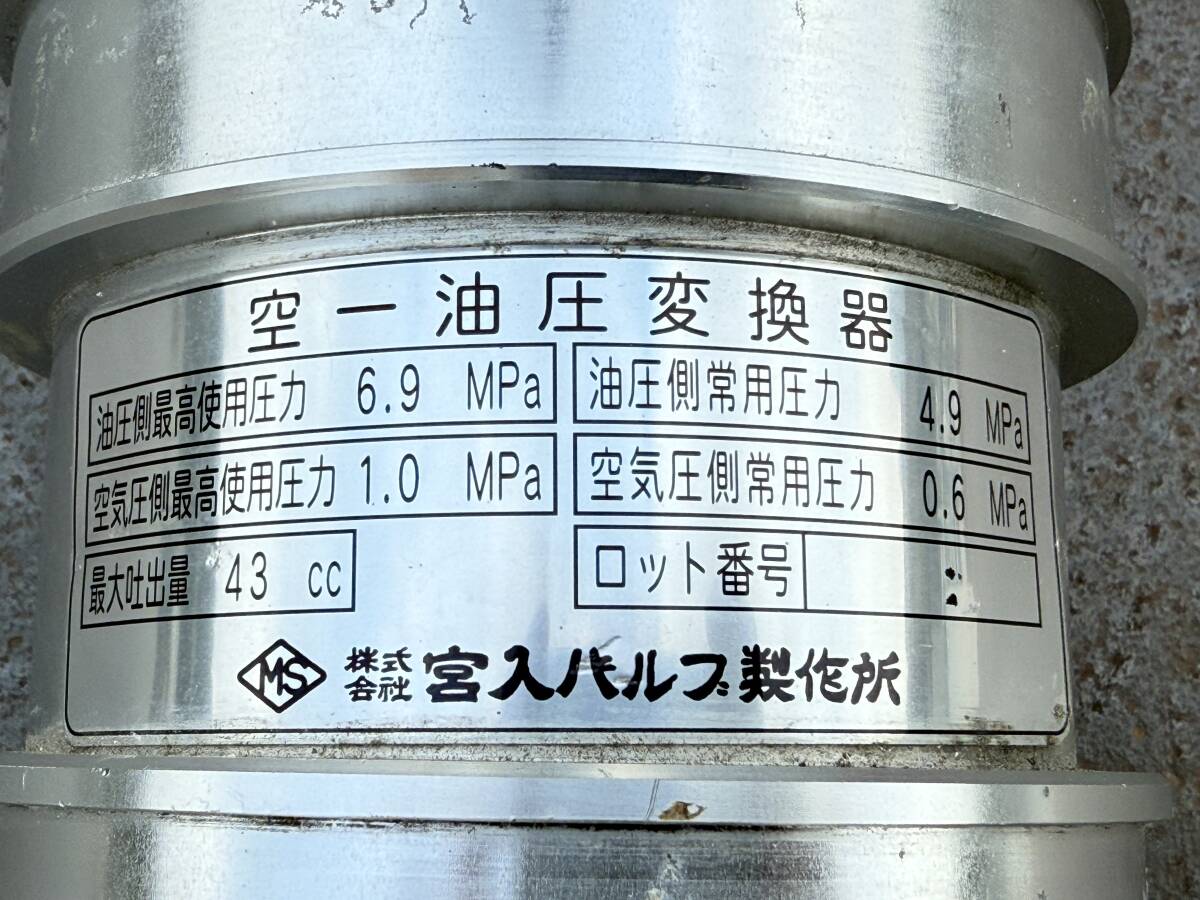 空ー油圧変換器
油圧側最高使用圧力 6.9 MPa
油圧側常用圧力 4.9 MPa
空気圧側最高使用圧力 1.0 MPa
空気圧側常用圧力 0.6 MPa
最大吐出量 43 cc
ロット番号
MS 株式会社 宮入バルブ製作所